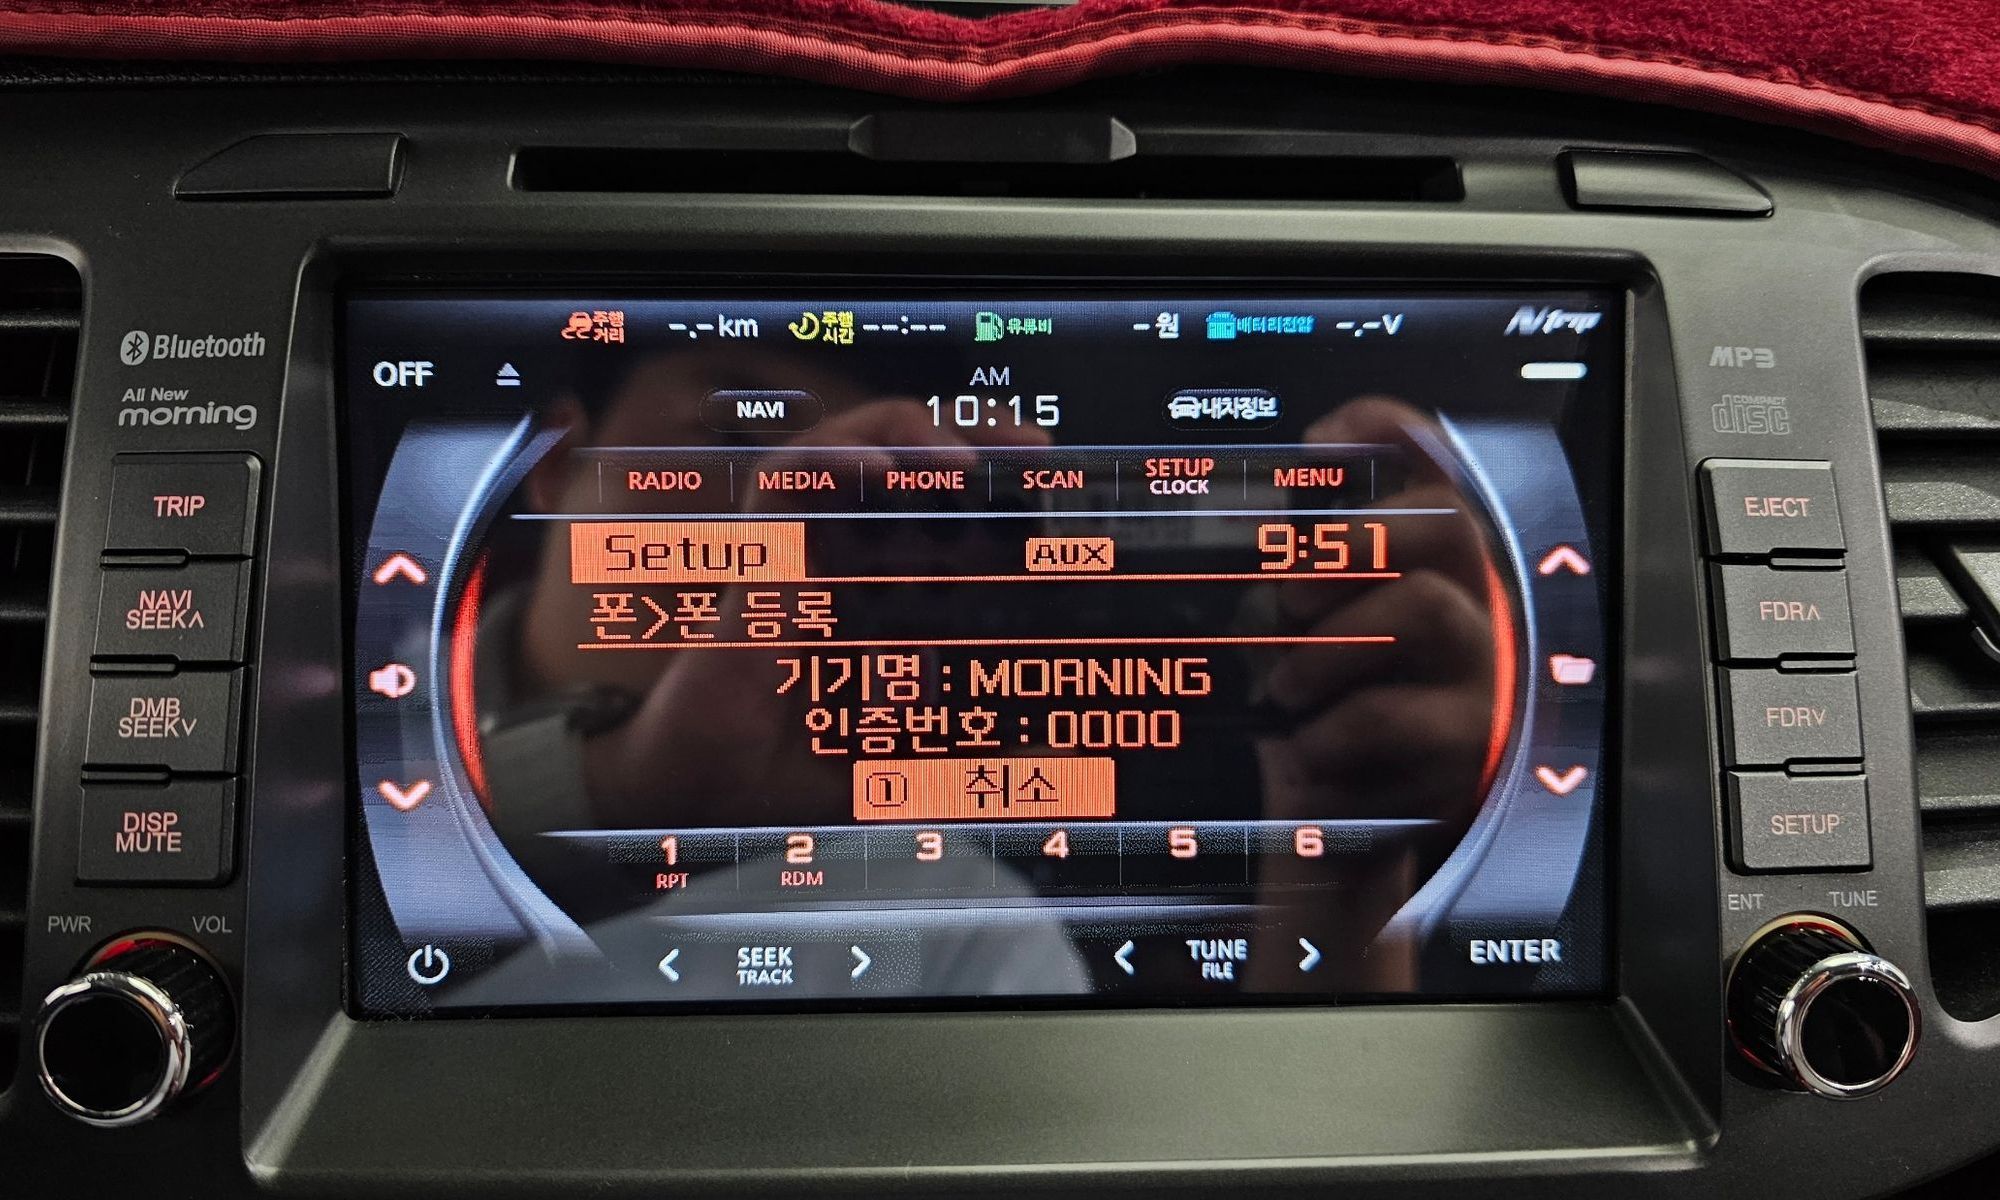 Bluetooth
All New
morning
TRIP
NAVI
SEEK∧
DMB
SEEK∨
DISP
MUTE
PWR VOL
주행거리 -.-km 주행시간 --:-- 유류비 -원 배터리전압 -.-V Ntrip
OFF
AM
NAVI 10:15 내차정보
RADIO MEDIA PHONE SCAN SETUP CLOCK MENU
Setup AUX 9:51
폰>폰 등록
기기명 : MORNING
인증번호 : 0000
① 취소
1 2 3 4 5 6
RPT RDM
< SEEK TRACK > < TUNE FILE > ENTER
MP3
COMPACT
disc
EJECT
FDR∧
FDR∨
SETUP
ENT TUNE